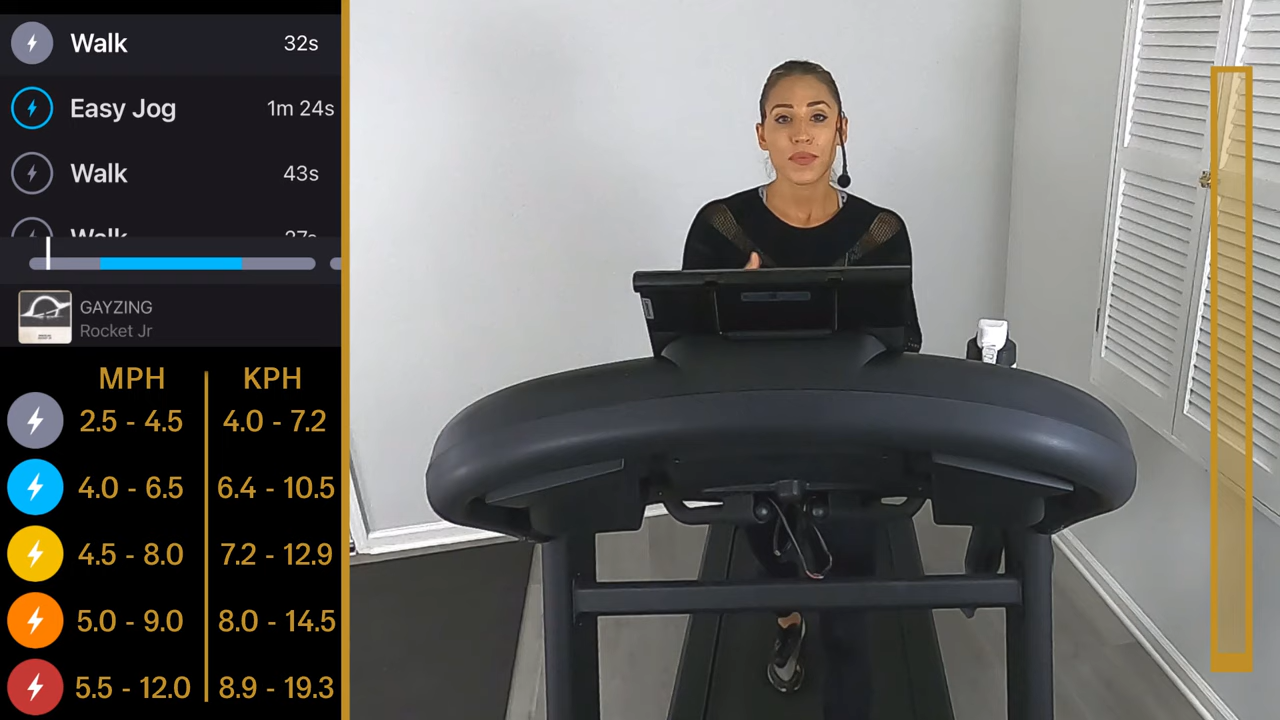 Walk 32s
Easy Jog 1m 24s
Walk 43s
Walk 27s
GAYZING
Rocket Jr
MPH KPH
2.5 - 4.5 4.0 - 7.2
4.0 - 6.5 6.4 - 10.5
4.5 - 8.0 7.2 - 12.9
5.0 - 9.0 8.0 - 14.5
5.5 - 12.0 8.9 - 19.3